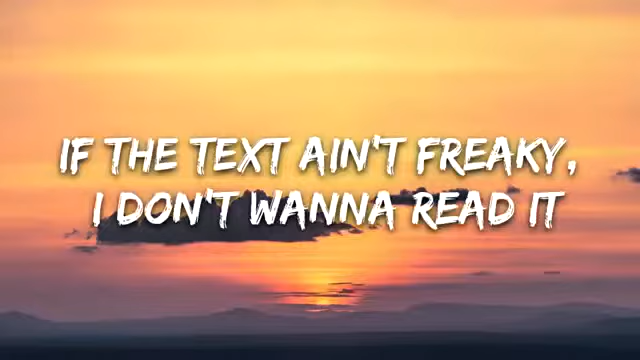 IF THE TEXT AIN'T FREAKY,
I DON'T WANNA READ IT